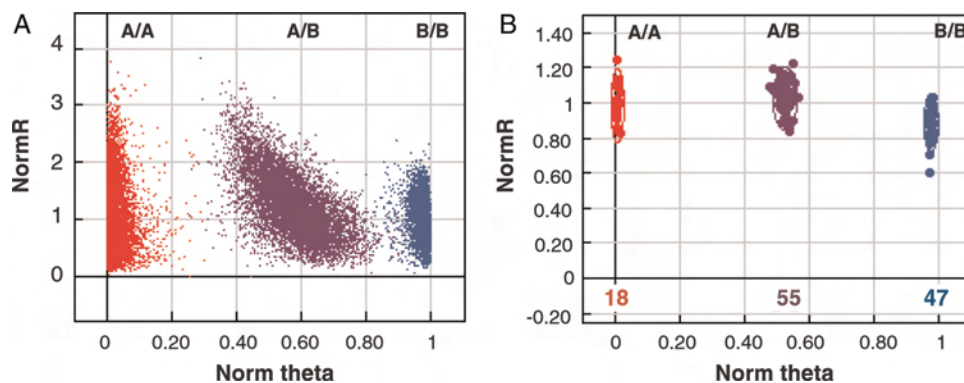 A
A/A A/B B/B
NormR
4
3
2
1
0
0 0.20 0.40 0.60 0.80 1
Norm theta
B
A/A A/B B/B
NormR
1.40
1.20
1
0.80
0.60
0.40
0.20
0
-0.20
18 55 47
0 0.20 0.40 0.60 0.80 1
Norm theta